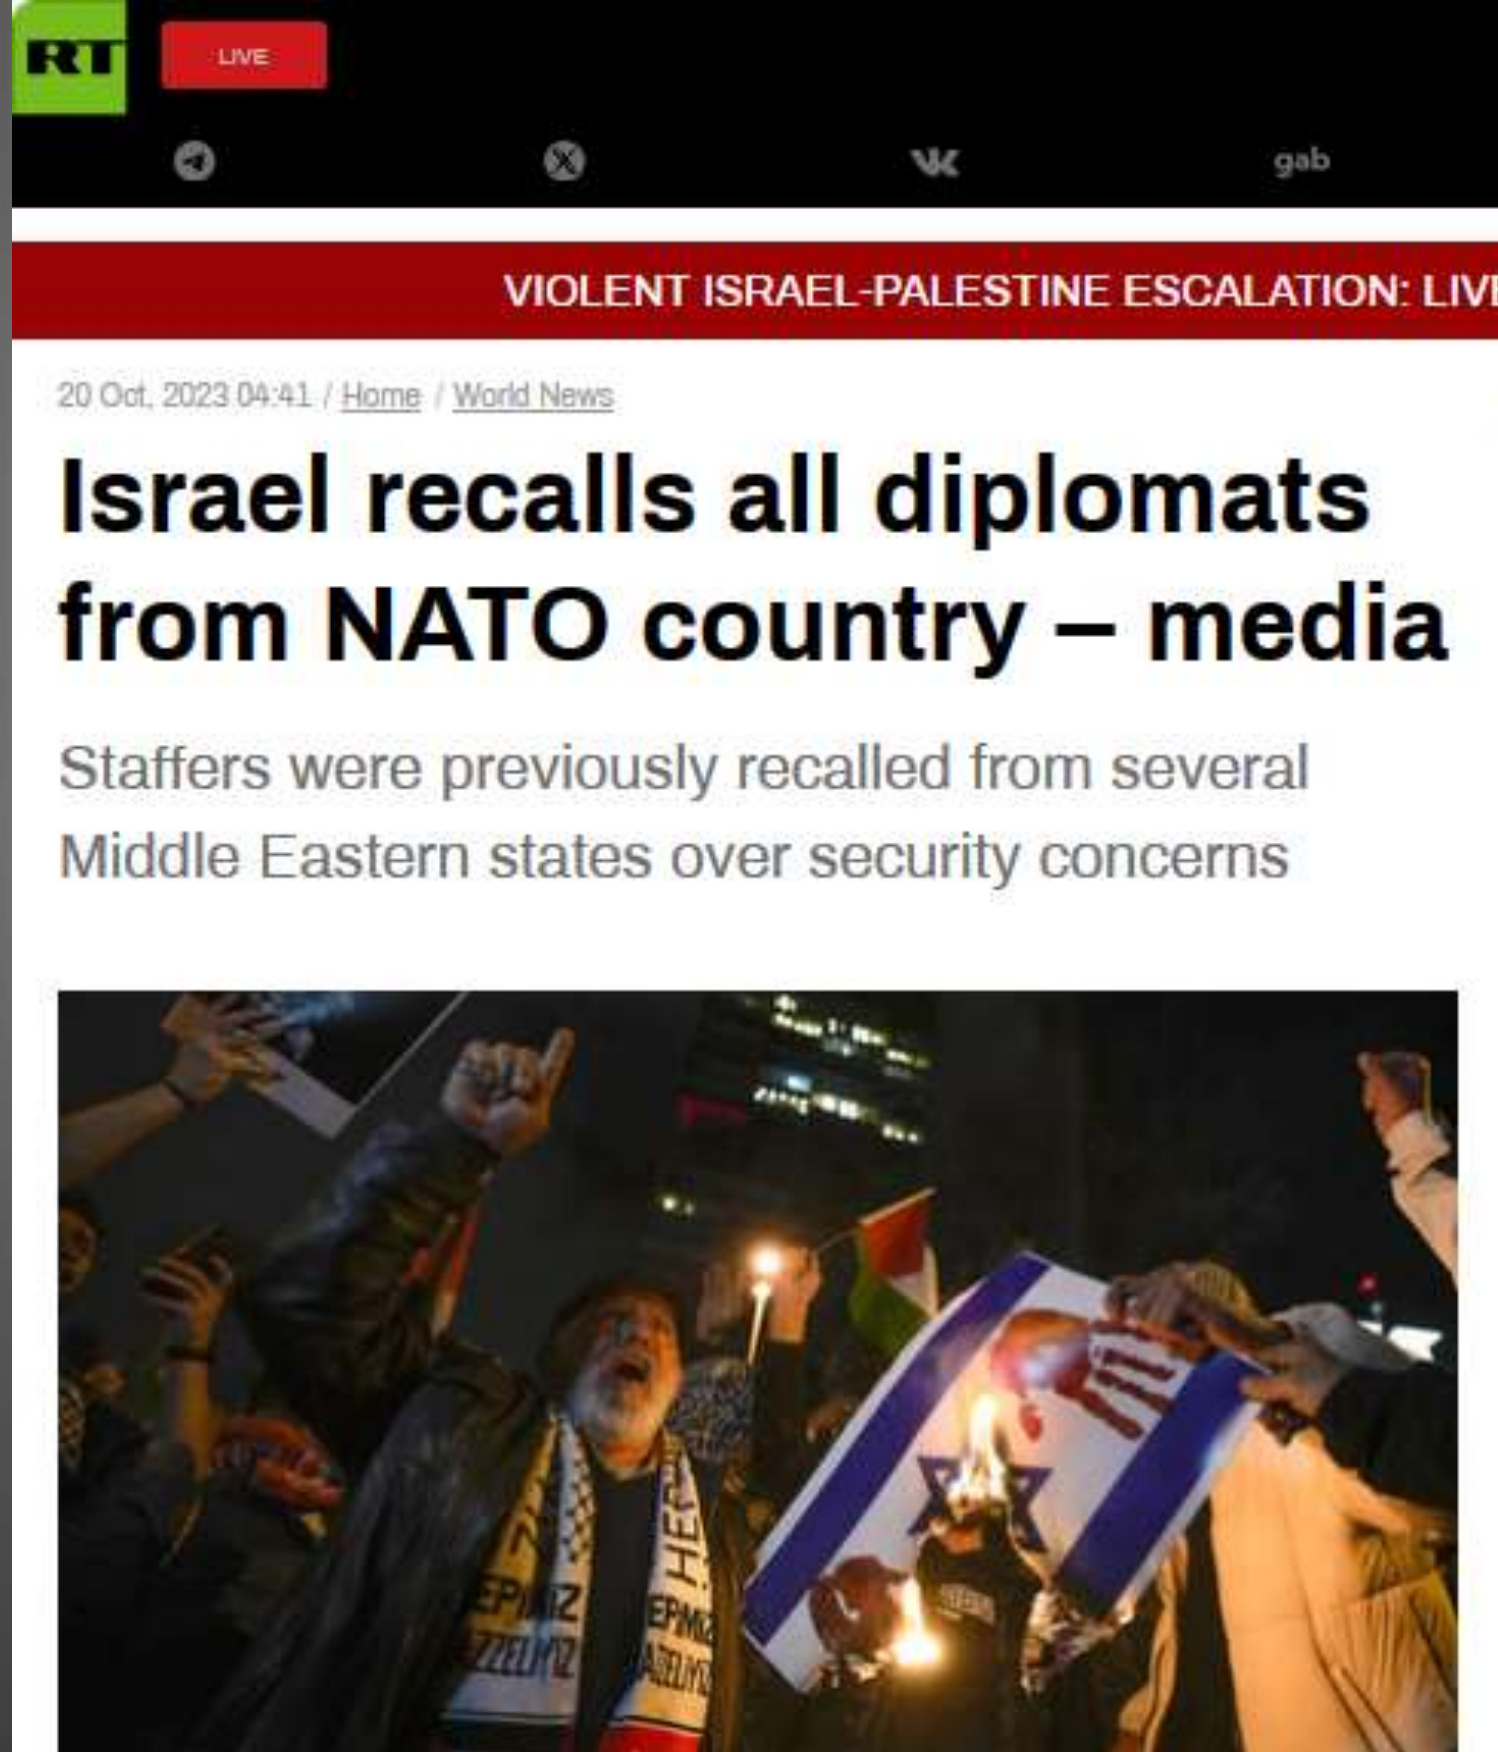 RT
LIVE
gab
VIOLENT ISRAEL-PALESTINE ESCALATION: LIVE
20 Oct, 2023 04:41 / Home / World News
Israel recalls all diplomats
from NATO country – media
Staffers were previously recalled from several
Middle Eastern states over security concerns